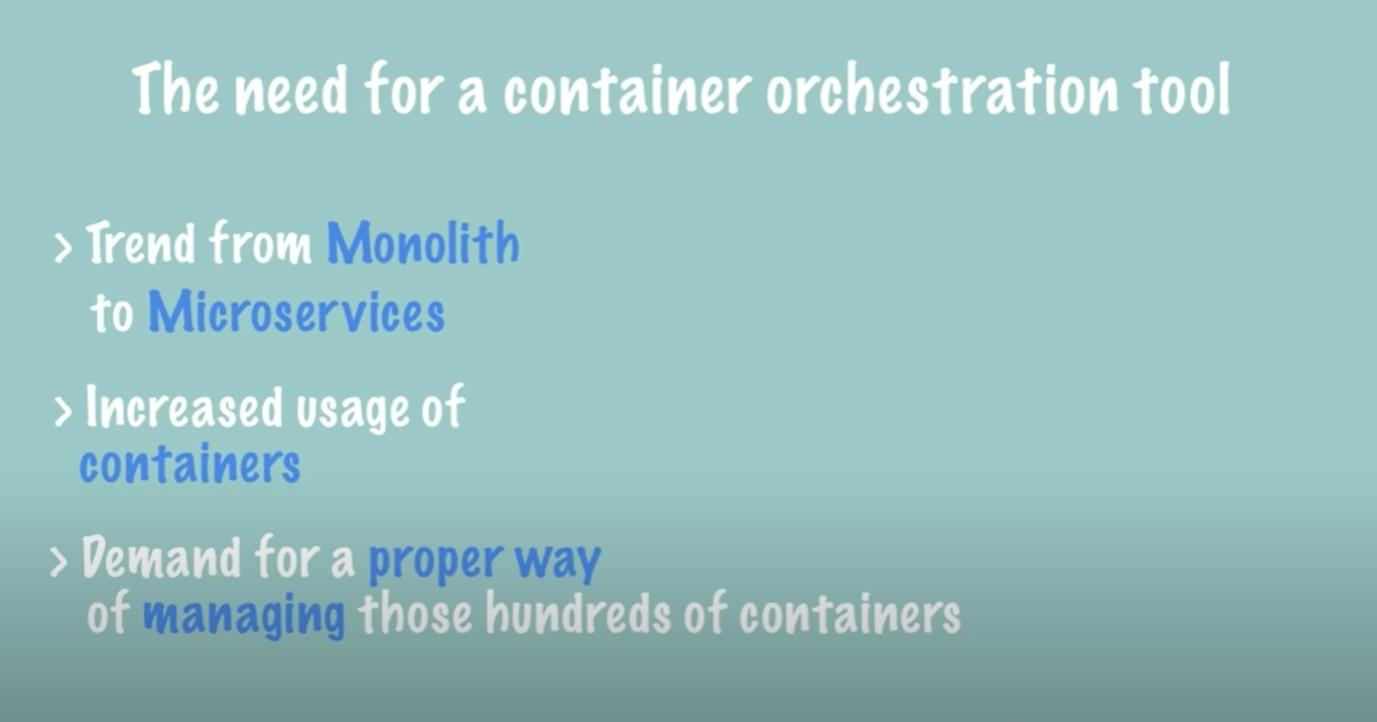 The need for a container orchestration tool
> Trend from Monolith
to Microservices
> Increased usage of
containers
> Demand for a proper way
of managing those hundreds of containers